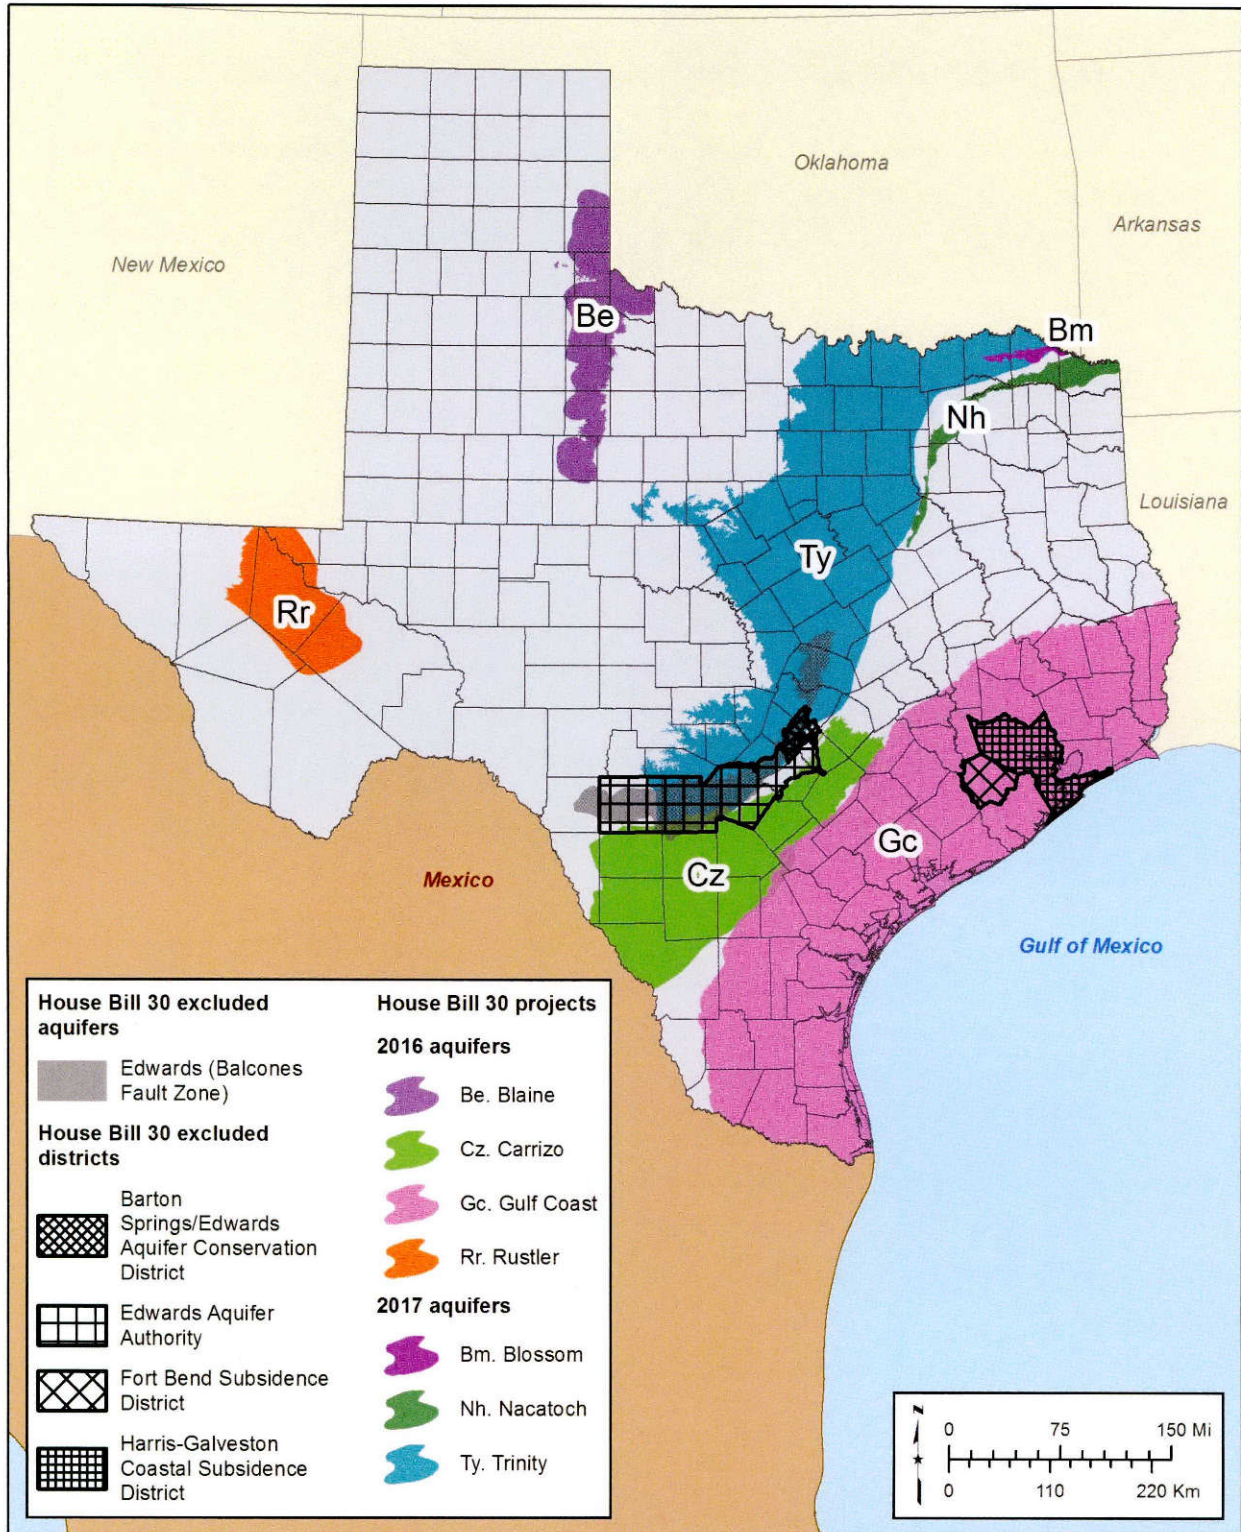 Oklahoma
Arkansas
New Mexico
Be
Bm
Nh
Louisiana
Ty
Rr
Gc
Cz
Mexico
Gulf of Mexico
House Bill 30 excluded
aquifers
Edwards (Balcones
Fault Zone)
House Bill 30 excluded
districts
Barton
Springs/Edwards
Aquifer Conservation
District
Edwards Aquifer
Authority
Fort Bend Subsidence
District
Harris-Galveston
Coastal Subsidence
District
House Bill 30 projects
2016 aquifers
Be. Blaine
Cz. Carrizo
Gc. Gulf Coast
Rr. Rustler
2017 aquifers
Bm. Blossom
Nh. Nacatoch
Ty. Trinity
N
0 75 150 Mi
0 110 220 Km